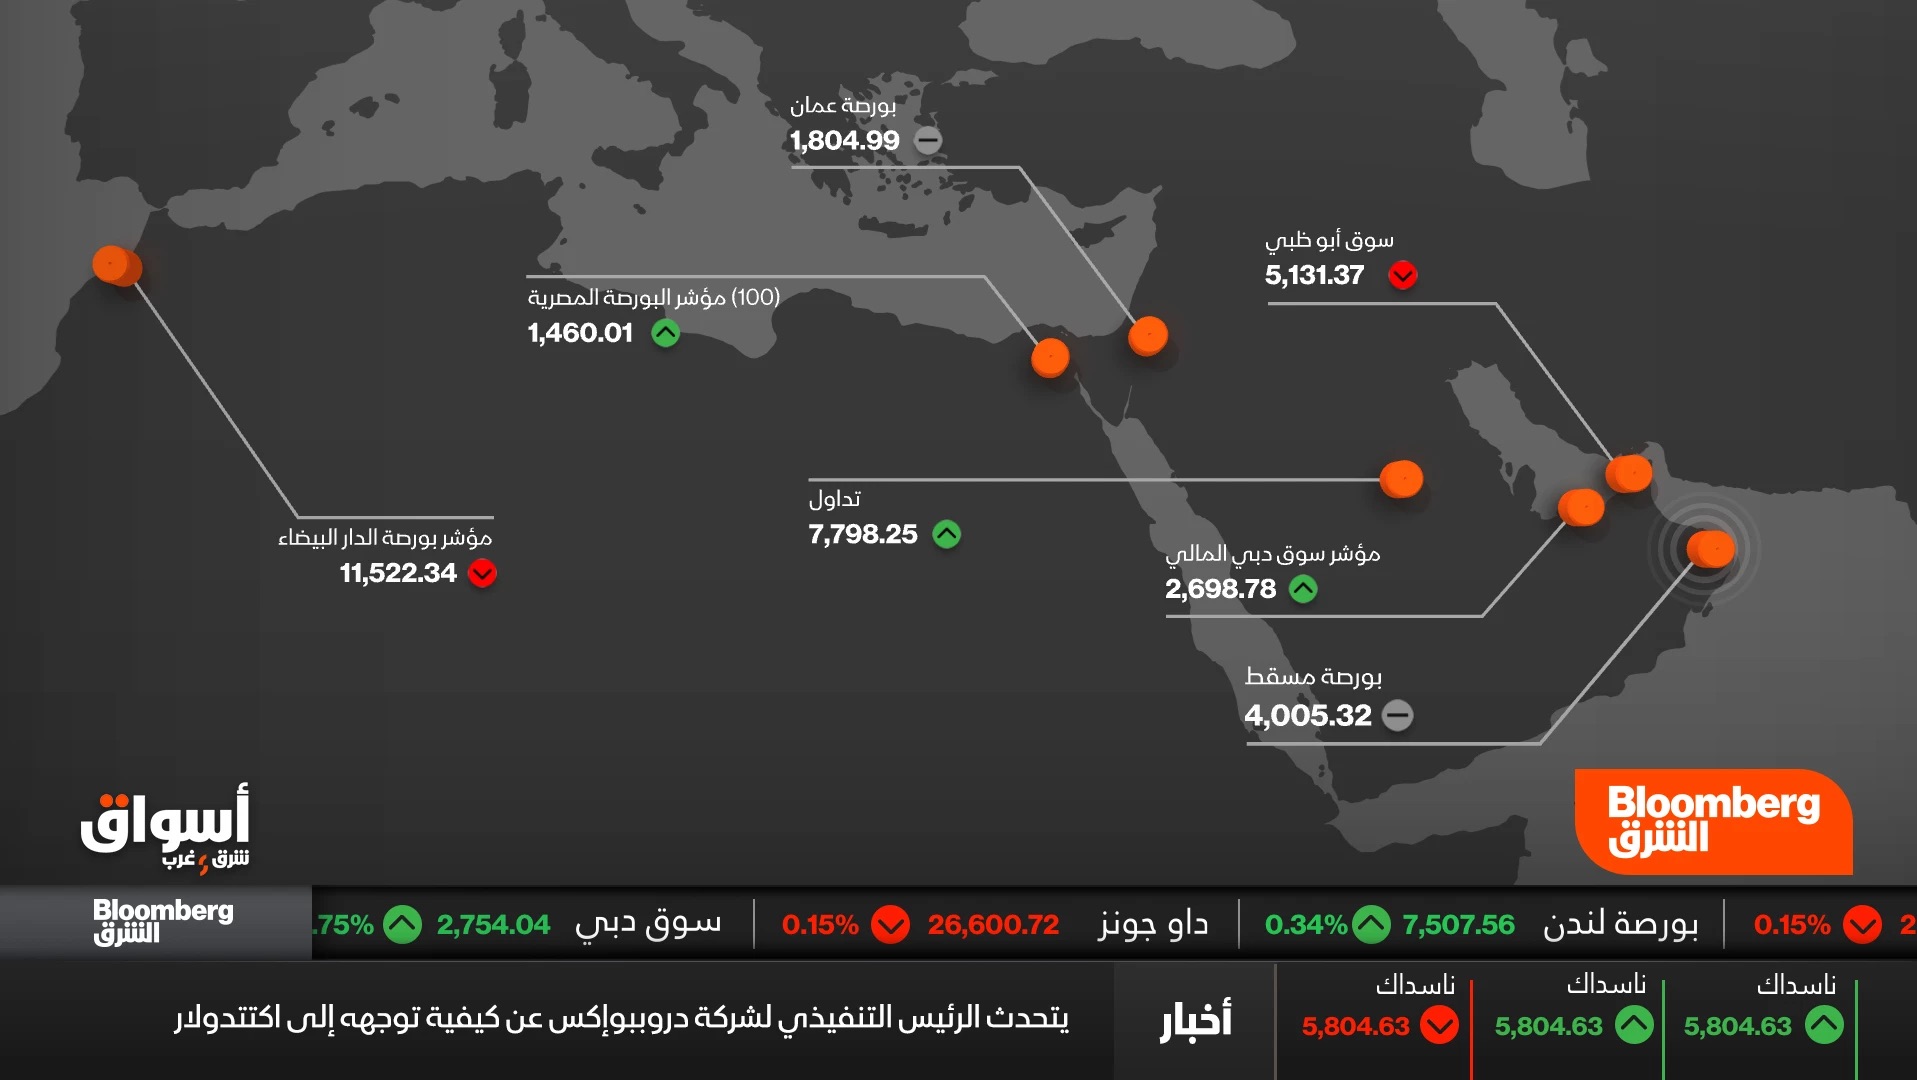 بورصة عمان
1,804.99
سوق أبو ظبي
5,131.37
مؤشر البورصة المصرية (100)
1,460.01
تداول
7,798.25
مؤشر بورصة الدار البيضاء
11,522.34
مؤشر سوق دبي المالي
2,698.78
بورصة مسقط
4,005.32
أسواق
شرق وغرب
Bloomberg
الشرق
Bloomberg
الشرق
2 0.15% | بورصة لندن 7,507.56 0.34% | داو جونز 26,600.72 0.15% | سوق دبي 2,754.04 .75%
ناسداك
5,804.63
ناسداك
5,804.63
ناسداك
5,804.63
أخبار
يتحدث الرئيس التنفيذي لشركة دروببوإكس عن كيفية توجهه إلى اكتتدولار